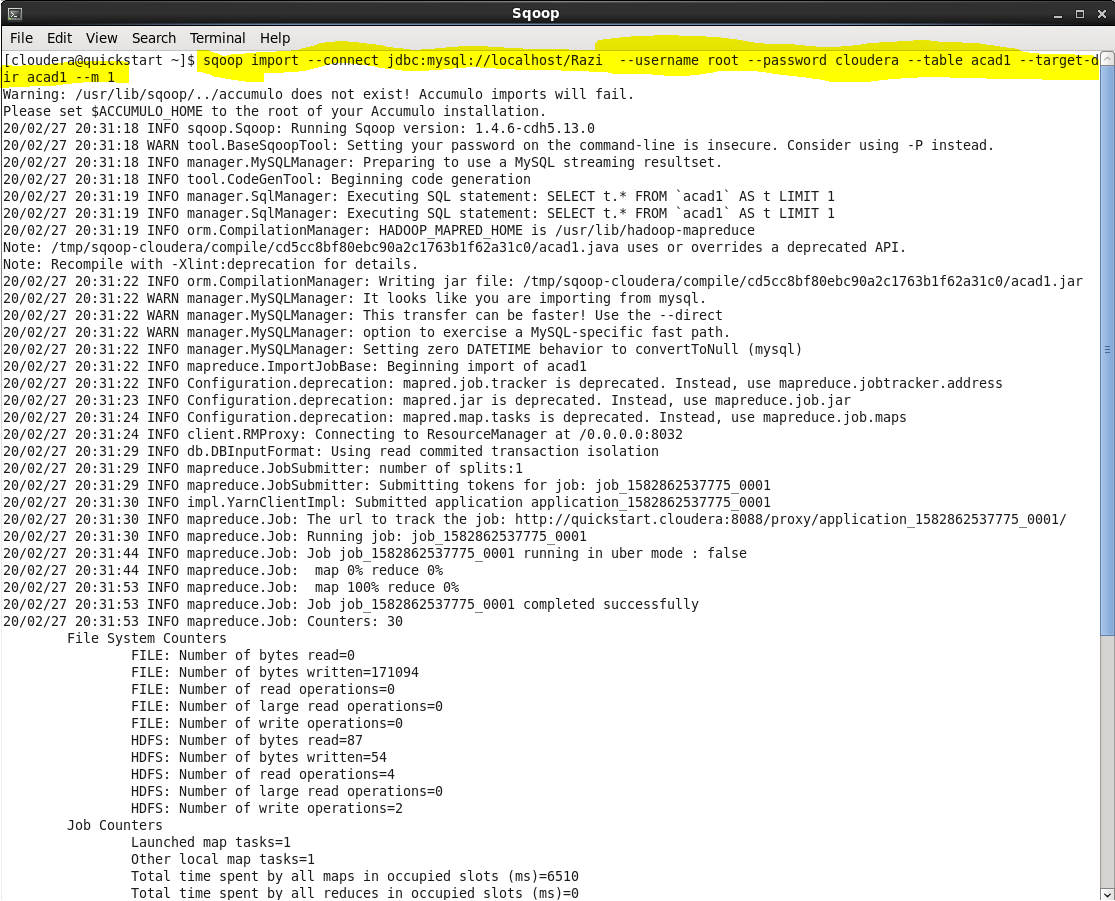 Sqoop
File Edit View Search Terminal Help
[cloudera@quickstart ~]$ sqoop import --connect jdbc:mysql://localhost/Razi  --username root --password cloudera --table acad1 --target-d
ir acad1 --m 1
Warning: /usr/lib/sqoop/../accumulo does not exist! Accumulo imports will fail.
Please set $ACCUMULO_HOME to the root of your Accumulo installation.
20/02/27 20:31:18 INFO sqoop.Sqoop: Running Sqoop version: 1.4.6-cdh5.13.0
20/02/27 20:31:18 WARN tool.BaseSqoopTool: Setting your password on the command-line is insecure. Consider using -P instead.
20/02/27 20:31:18 INFO manager.MySQLManager: Preparing to use a MySQL streaming resultset.
20/02/27 20:31:18 INFO tool.CodeGenTool: Beginning code generation
20/02/27 20:31:19 INFO manager.SqlManager: Executing SQL statement: SELECT t.* FROM `acad1` AS t LIMIT 1
20/02/27 20:31:19 INFO manager.SqlManager: Executing SQL statement: SELECT t.* FROM `acad1` AS t LIMIT 1
20/02/27 20:31:19 INFO orm.CompilationManager: HADOOP_MAPRED_HOME is /usr/lib/hadoop-mapreduce
Note: /tmp/sqoop-cloudera/compile/cd5cc8bf80ebc90a2c1763b1f62a31c0/acad1.java uses or overrides a deprecated API.
Note: Recompile with -Xlint:deprecation for details.
20/02/27 20:31:22 INFO orm.CompilationManager: Writing jar file: /tmp/sqoop-cloudera/compile/cd5cc8bf80ebc90a2c1763b1f62a31c0/acad1.jar
20/02/27 20:31:22 WARN manager.MySQLManager: It looks like you are importing from mysql.
20/02/27 20:31:22 WARN manager.MySQLManager: This transfer can be faster! Use the --direct
20/02/27 20:31:22 WARN manager.MySQLManager: option to exercise a MySQL-specific fast path.
20/02/27 20:31:22 INFO manager.MySQLManager: Setting zero DATETIME behavior to convertToNull (mysql)
20/02/27 20:31:22 INFO mapreduce.ImportJobBase: Beginning import of acad1
20/02/27 20:31:22 INFO Configuration.deprecation: mapred.job.tracker is deprecated. Instead, use mapreduce.jobtracker.address
20/02/27 20:31:23 INFO Configuration.deprecation: mapred.jar is deprecated. Instead, use mapreduce.job.jar
20/02/27 20:31:24 INFO Configuration.deprecation: mapred.map.tasks is deprecated. Instead, use mapreduce.job.maps
20/02/27 20:31:24 INFO client.RMProxy: Connecting to ResourceManager at /0.0.0.0:8032
20/02/27 20:31:29 INFO db.DBInputFormat: Using read commited transaction isolation
20/02/27 20:31:29 INFO mapreduce.JobSubmitter: number of splits:1
20/02/27 20:31:29 INFO mapreduce.JobSubmitter: Submitting tokens for job: job_1582862537775_0001
20/02/27 20:31:30 INFO impl.YarnClientImpl: Submitted application application_1582862537775_0001
20/02/27 20:31:30 INFO mapreduce.Job: The url to track the job: http://quickstart.cloudera:8088/proxy/application_1582862537775_0001/
20/02/27 20:31:30 INFO mapreduce.Job: Running job: job_1582862537775_0001
20/02/27 20:31:44 INFO mapreduce.Job: Job job_1582862537775_0001 running in uber mode : false
20/02/27 20:31:44 INFO mapreduce.Job:  map 0% reduce 0%
20/02/27 20:31:53 INFO mapreduce.Job:  map 100% reduce 0%
20/02/27 20:31:53 INFO mapreduce.Job: Job job_1582862537775_0001 completed successfully
20/02/27 20:31:53 INFO mapreduce.Job: Counters: 30
File System Counters
FILE: Number of bytes read=0
FILE: Number of bytes written=171094
FILE: Number of read operations=0
FILE: Number of large read operations=0
FILE: Number of write operations=0
HDFS: Number of bytes read=87
HDFS: Number of bytes written=54
HDFS: Number of read operations=4
HDFS: Number of large read operations=0
HDFS: Number of write operations=2
Job Counters
Launched map tasks=1
Other local map tasks=1
Total time spent by all maps in occupied slots (ms)=6510
Total time spent by all reduces in occupied slots (ms)=0